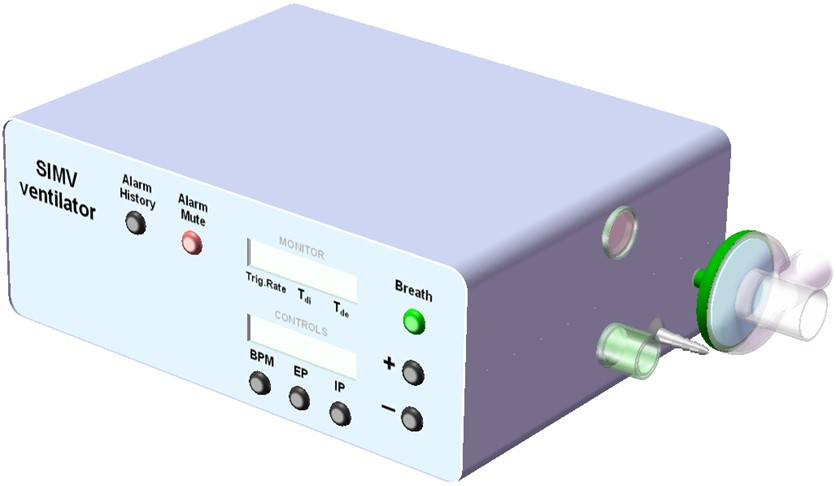 SIMV
ventilator
Alarm
History
Alarm
Mute
MONITOR
Trig.Rate Tdi Tde
Breath
CONTROLS
BPM EP IP
+
−